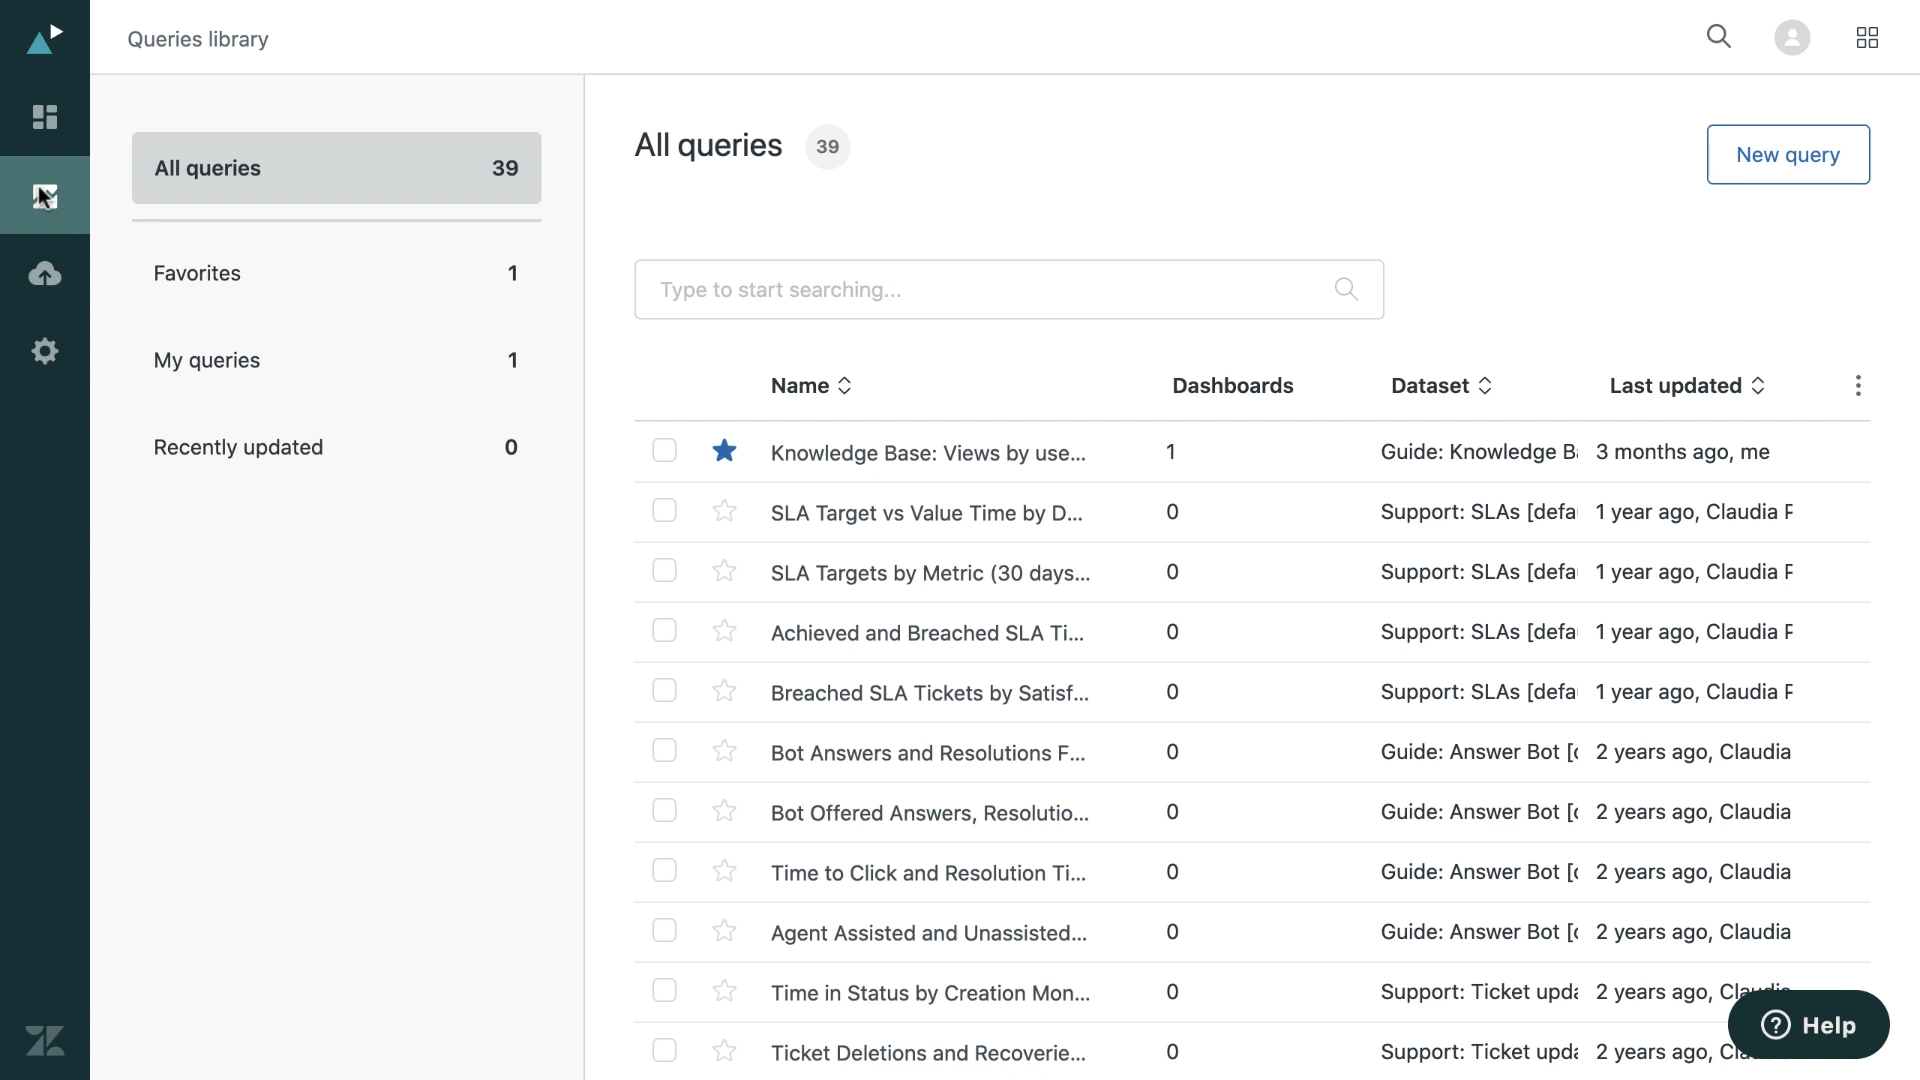 Queries library
All queries 39
Favorites 1
My queries 1
Recently updated 0
All queries 39
New query
Type to start searching...
Name Dashboards Dataset Last updated
Knowledge Base: Views by use... 1 Guide: Knowledge Ba 3 months ago, me
SLA Target vs Value Time by D... 0 Support: SLAs [defa 1 year ago, Claudia
SLA Targets by Metric (30 days... 0 Support: SLAs [defa 1 year ago, Claudia
Achieved and Breached SLA Ti... 0 Support: SLAs [defa 1 year ago, Claudia
Breached SLA Tickets by Satisf... 0 Support: SLAs [defa 1 year ago, Claudia
Bot Answers and Resolutions F... 0 Guide: Answer Bot [ 2 years ago, Claudia
Bot Offered Answers, Resolutio... 0 Guide: Answer Bot [ 2 years ago, Claudia
Time to Click and Resolution Ti... 0 Guide: Answer Bot [ 2 years ago, Claudia
Agent Assisted and Unassisted... 0 Guide: Answer Bot [ 2 years ago, Claudia
Time in Status by Creation Mon... 0 Support: Ticket upda 2 years ago,
Ticket Deletions and Recoverie... 0 Support: Ticket upda 2 years ago,
Help